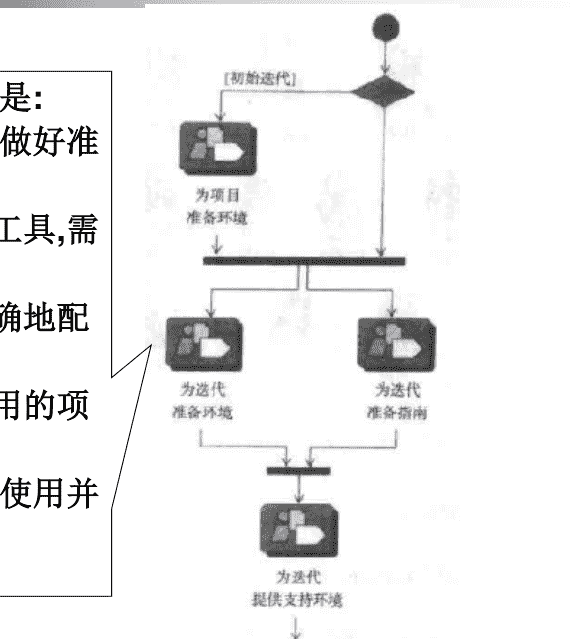 是:
做好准
工具,需
确地配
用的项
使用并
[初始迭代]
为项目
准备环境
为迭代
准备环境
为迭代
准备指南
为迭代
提供支持环境